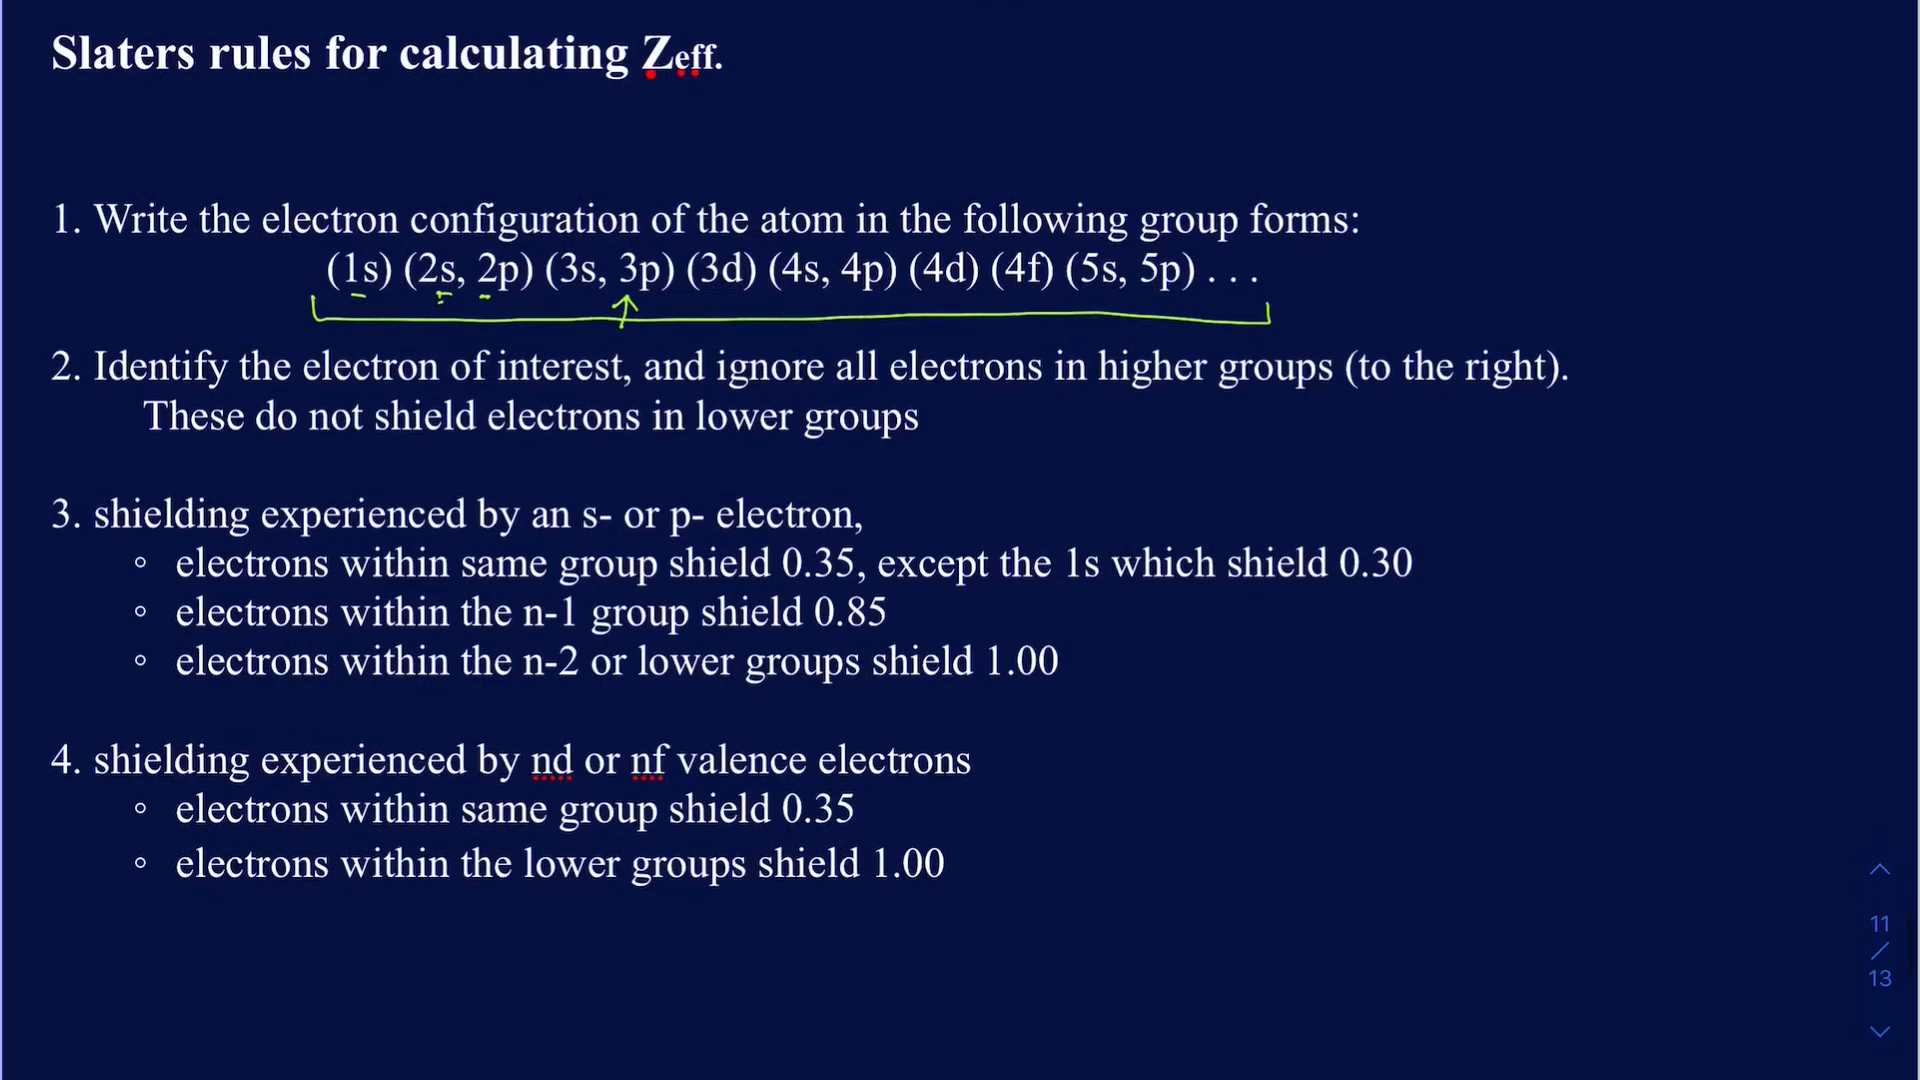 Slaters rules for calculating Zeff.
1. Write the electron configuration of the atom in the following group forms:
(1s) (2s, 2p) (3s, 3p) (3d) (4s, 4p) (4d) (4f) (5s, 5p) . . .
2. Identify the electron of interest, and ignore all electrons in higher groups (to the right).
These do not shield electrons in lower groups
3. shielding experienced by an s- or p- electron,
◦ electrons within same group shield 0.35, except the 1s which shield 0.30
◦ electrons within the n-1 group shield 0.85
◦ electrons within the n-2 or lower groups shield 1.00
4. shielding experienced by nd or nf valence electrons
◦ electrons within same group shield 0.35
◦ electrons within the lower groups shield 1.00
11
/
13